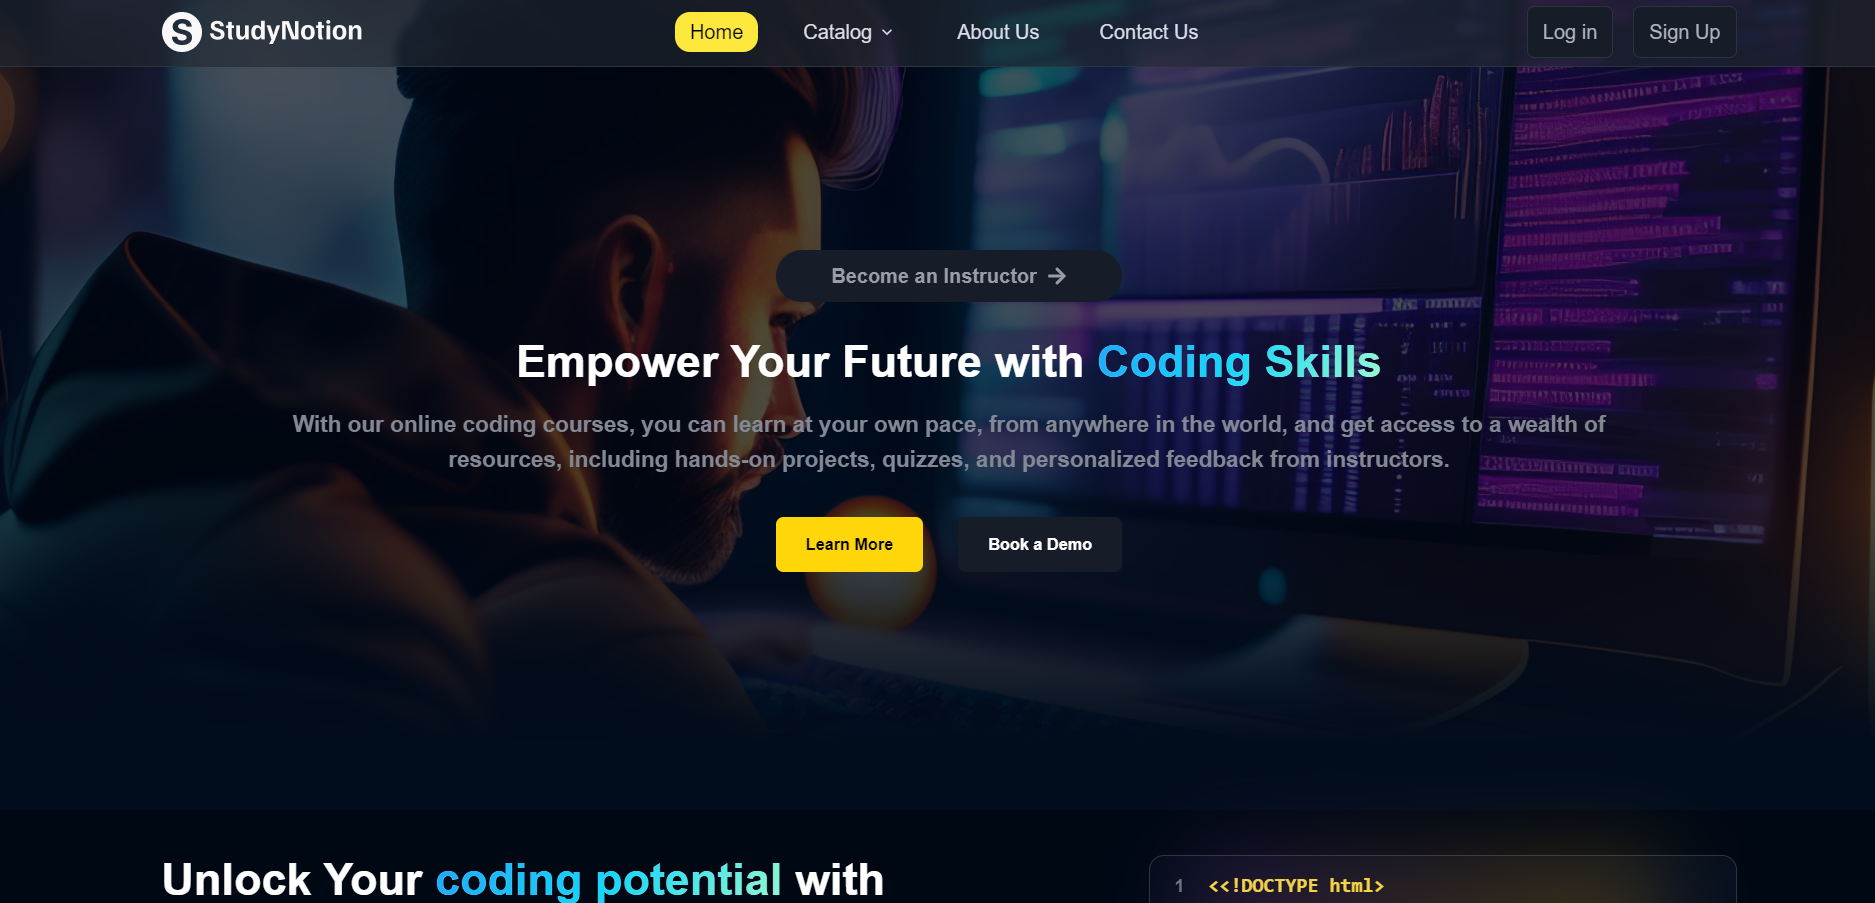 StudyNotion
Home
Catalog
About Us
Contact Us
Log in
Sign Up
Become an Instructor
Empower Your Future with Coding Skills
With our online coding courses, you can learn at your own pace, from anywhere in the world, and get access to a wealth of
resources, including hands-on projects, quizzes, and personalized feedback from instructors.
Learn More
Book a Demo
Unlock Your coding potential with
1 <<!DOCTYPE html>